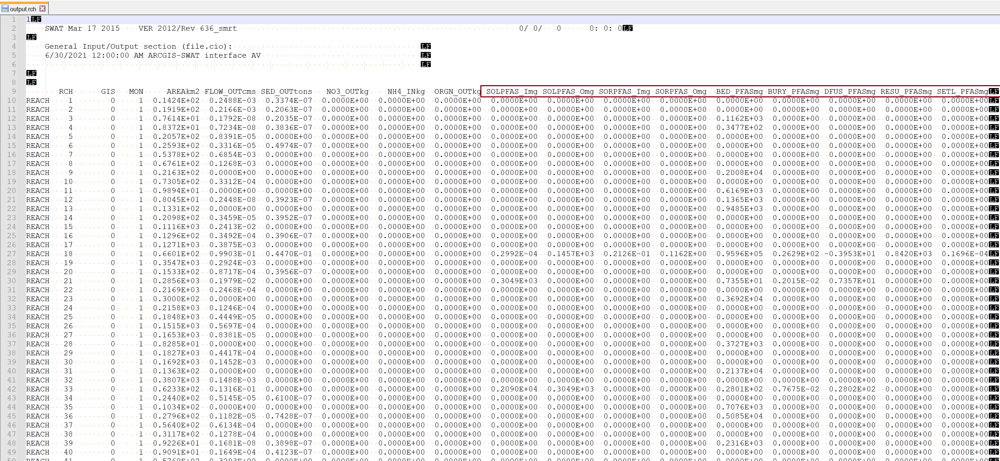 output.rch
1 1LF
2 SWAT Mar 17 2015 VER 2012/Rev 636_smrt 0/ 0/ 0 0: 0: 0LF
3 LF
4 General Input/Output section (file.cio): LF
5 6/30/2021 12:00:00 AM ARCGIS-SWAT interface AV LF
6 LF
7 LF
8 LF
9 RCH GIS MON AREAkm2 FLOW_OUTcms SED_OUTtons NO3_OUTkg NH4_INkg ORGN_OUTkg SOLPFAS_Img SOLPFAS_Omg SORPFAS_Img SORPFAS_Omg BED_PFASmg BURY_PFASmg DFUS_PFASmg RESU_PFASmg SETL_PFASmgLF
10 REACH 1 0 1 0.1424E+02 0.2488E-03 0.3374E-07 0.0000E+00 0.0000E+00 0.0000E+00 0.0000E+00 0.0000E+00 0.0000E+00 0.0000E+00 0.0000E+00 0.0000E+00 0.0000E+00 0.0000E+00 0.0000E+00LF
11 REACH 2 0 1 0.1919E+02 0.2166E-03 0.2063E-07 0.0000E+00 0.0000E+00 0.0000E+00 0.0000E+00 0.0000E+00 0.0000E+00 0.0000E+00 0.0000E+00 0.0000E+00 0.0000E+00 0.0000E+00 0.0000E+00LF
12 REACH 3 0 1 0.7614E+01 0.1792E-08 0.2035E-07 0.0000E+00 0.0000E+00 0.0000E+00 0.0000E+00 0.0000E+00 0.0000E+00 0.0000E+00 0.1162E+03 0.0000E+00 0.0000E+00 0.0000E+00 0.0000E+00LF
13 REACH 4 0 1 0.8372E+01 0.7234E-08 0.3836E-07 0.0000E+00 0.0000E+00 0.0000E+00 0.0000E+00 0.0000E+00 0.0000E+00 0.0000E+00 0.3477E+02 0.0000E+00 0.0000E+00 0.0000E+00 0.0000E+00LF
14 REACH 5 0 1 0.2057E+02 0.8391E-05 0.0000E+00 0.0000E+00 0.0000E+00 0.0000E+00 0.0000E+00 0.0000E+00 0.0000E+00 0.0000E+00 0.0000E+00 0.0000E+00 0.0000E+00 0.0000E+00 0.0000E+00LF
15 REACH 6 0 1 0.2593E+02 0.3316E-05 0.4974E-07 0.0000E+00 0.0000E+00 0.0000E+00 0.0000E+00 0.0000E+00 0.0000E+00 0.0000E+00 0.0000E+00 0.0000E+00 0.0000E+00 0.0000E+00 0.0000E+00LF
16 REACH 7 0 1 0.5378E+02 0.6854E-03 0.0000E+00 0.0000E+00 0.0000E+00 0.0000E+00 0.0000E+00 0.0000E+00 0.0000E+00 0.0000E+00 0.0000E+00 0.0000E+00 0.0000E+00 0.0000E+00 0.0000E+00LF
17 REACH 8 0 1 0.6761E+02 0.1268E-03 0.0000E+00 0.0000E+00 0.0000E+00 0.0000E+00 0.0000E+00 0.0000E+00 0.0000E+00 0.0000E+00 0.0000E+00 0.0000E+00 0.0000E+00 0.0000E+00 0.0000E+00LF
18 REACH 9 0 1 0.2163E+02 0.0000E+00 0.0000E+00 0.0000E+00 0.0000E+00 0.0000E+00 0.0000E+00 0.0000E+00 0.0000E+00 0.0000E+00 0.2008E+04 0.0000E+00 0.0000E+00 0.0000E+00 0.0000E+00LF
19 REACH 10 0 1 0.7305E+02 0.3312E-04 0.0000E+00 0.0000E+00 0.0000E+00 0.0000E+00 0.0000E+00 0.0000E+00 0.0000E+00 0.0000E+00 0.0000E+00 0.0000E+00 0.0000E+00 0.0000E+00 0.0000E+00LF
20 REACH 11 0 1 0.9894E+01 0.0000E+00 0.0000E+00 0.0000E+00 0.0000E+00 0.0000E+00 0.0000E+00 0.0000E+00 0.0000E+00 0.0000E+00 0.6169E+03 0.0000E+00 0.0000E+00 0.0000E+00 0.0000E+00LF
21 REACH 12 0 1 0.8045E+01 0.2448E-08 0.3923E-07 0.0000E+00 0.0000E+00 0.0000E+00 0.0000E+00 0.0000E+00 0.0000E+00 0.0000E+00 0.1365E+03 0.0000E+00 0.0000E+00 0.0000E+00 0.0000E+00LF
22 REACH 13 0 1 0.1331E+02 0.0000E+00 0.0000E+00 0.0000E+00 0.0000E+00 0.0000E+00 0.0000E+00 0.0000E+00 0.0000E+00 0.0000E+00 0.9485E+03 0.0000E+00 0.0000E+00 0.0000E+00 0.0000E+00LF
23 REACH 14 0 1 0.2098E+02 0.3459E-05 0.3952E-07 0.0000E+00 0.0000E+00 0.0000E+00 0.0000E+00 0.0000E+00 0.0000E+00 0.0000E+00 0.0000E+00 0.0000E+00 0.0000E+00 0.0000E+00 0.0000E+00LF
24 REACH 15 0 1 0.1116E+03 0.2413E-02 0.0000E+00 0.0000E+00 0.0000E+00 0.0000E+00 0.0000E+00 0.0000E+00 0.0000E+00 0.0000E+00 0.0000E+00 0.0000E+00 0.0000E+00 0.0000E+00 0.0000E+00LF
25 REACH 16 0 1 0.1296E+02 0.3492E-04 0.3906E-07 0.0000E+00 0.0000E+00 0.0000E+00 0.0000E+00 0.0000E+00 0.0000E+00 0.0000E+00 0.0000E+00 0.0000E+00 0.0000E+00 0.0000E+00 0.0000E+00LF
26 REACH 17 0 1 0.1271E+03 0.3875E-03 0.0000E+00 0.0000E+00 0.0000E+00 0.0000E+00 0.0000E+00 0.0000E+00 0.0000E+00 0.0000E+00 0.0000E+00 0.0000E+00 0.0000E+00 0.0000E+00 0.0000E+00LF
27 REACH 18 0 1 0.6601E+02 0.9903E-01 0.4470E-01 0.0000E+00 0.0000E+00 0.0000E+00 0.2992E-04 0.1457E+03 0.2126E-01 0.1162E+00 0.9596E+05 0.2629E+02 -0.3953E+01 0.8420E+03 0.1696E-04LF
28 REACH 19 0 1 0.3547E+03 0.2924E-03 0.0000E+00 0.0000E+00 0.0000E+00 0.0000E+00 0.0000E+00 0.0000E+00 0.0000E+00 0.0000E+00 0.0000E+00 0.0000E+00 0.0000E+00 0.0000E+00 0.0000E+00LF
29 REACH 20 0 1 0.1533E+02 0.8717E-04 0.3956E-07 0.0000E+00 0.0000E+00 0.0000E+00 0.0000E+00 0.0000E+00 0.0000E+00 0.0000E+00 0.0000E+00 0.0000E+00 0.0000E+00 0.0000E+00 0.0000E+00LF
30 REACH 21 0 1 0.2856E+03 0.1979E-02 0.0000E+00 0.0000E+00 0.0000E+00 0.0000E+00 0.3049E+03 0.0000E+00 0.0000E+00 0.0000E+00 0.7355E+01 0.2015E-02 0.7357E+01 0.0000E+00 0.0000E+00LF
31 REACH 22 0 1 0.2169E+03 0.2468E-04 0.0000E+00 0.0000E+00 0.0000E+00 0.0000E+00 0.0000E+00 0.0000E+00 0.0000E+00 0.0000E+00 0.0000E+00 0.0000E+00 0.0000E+00 0.0000E+00 0.0000E+00LF
32 REACH 23 0 1 0.3000E+02 0.0000E+00 0.0000E+00 0.0000E+00 0.0000E+00 0.0000E+00 0.0000E+00 0.0000E+00 0.0000E+00 0.0000E+00 0.3692E+04 0.0000E+00 0.0000E+00 0.0000E+00 0.0000E+00LF
33 REACH 24 0 1 0.2158E+03 0.1246E-04 0.0000E+00 0.0000E+00 0.0000E+00 0.0000E+00 0.0000E+00 0.0000E+00 0.0000E+00 0.0000E+00 0.0000E+00 0.0000E+00 0.0000E+00 0.0000E+00 0.0000E+00LF
34 REACH 25 0 1 0.1848E+03 0.4449E-05 0.0000E+00 0.0000E+00 0.0000E+00 0.0000E+00 0.0000E+00 0.0000E+00 0.0000E+00 0.0000E+00 0.0000E+00 0.0000E+00 0.0000E+00 0.0000E+00 0.0000E+00LF
35 REACH 26 0 1 0.1515E+03 0.5697E-04 0.0000E+00 0.0000E+00 0.0000E+00 0.0000E+00 0.0000E+00 0.0000E+00 0.0000E+00 0.0000E+00 0.0000E+00 0.0000E+00 0.0000E+00 0.0000E+00 0.0000E+00LF
36 REACH 27 0 1 0.1653E+03 0.8381E-05 0.0000E+00 0.0000E+00 0.0000E+00 0.0000E+00 0.0000E+00 0.0000E+00 0.0000E+00 0.0000E+00 0.0000E+00 0.0000E+00 0.0000E+00 0.0000E+00 0.0000E+00LF
37 REACH 28 0 1 0.8285E+01 0.0000E+00 0.0000E+00 0.0000E+00 0.0000E+00 0.0000E+00 0.0000E+00 0.0000E+00 0.0000E+00 0.0000E+00 0.3727E+03 0.0000E+00 0.0000E+00 0.0000E+00 0.0000E+00LF
38 REACH 29 0 1 0.1827E+03 0.4417E-04 0.0000E+00 0.0000E+00 0.0000E+00 0.0000E+00 0.0000E+00 0.0000E+00 0.0000E+00 0.0000E+00 0.0000E+00 0.0000E+00 0.0000E+00 0.0000E+00 0.0000E+00LF
39 REACH 30 0 1 0.1692E+03 0.1452E-03 0.0000E+00 0.0000E+00 0.0000E+00 0.0000E+00 0.0000E+00 0.0000E+00 0.0000E+00 0.0000E+00 0.0000E+00 0.0000E+00 0.0000E+00 0.0000E+00 0.0000E+00LF
40 REACH 31 0 1 0.1363E+02 0.0000E+00 0.0000E+00 0.0000E+00 0.0000E+00 0.0000E+00 0.0000E+00 0.0000E+00 0.0000E+00 0.0000E+00 0.2137E+04 0.0000E+00 0.0000E+00 0.0000E+00 0.0000E+00LF
41 REACH 32 0 1 0.3807E+03 0.1488E-03 0.0000E+00 0.0000E+00 0.0000E+00 0.0000E+00 0.0000E+00 0.0000E+00 0.0000E+00 0.0000E+00 0.0000E+00 0.0000E+00 0.0000E+00 0.0000E+00 0.0000E+00LF
42 REACH 33 0 1 0.6233E+02 0.1316E-01 0.0000E+00 0.0000E+00 0.0000E+00 0.0000E+00 0.2090E+04 0.3049E+03 0.0000E+00 0.0000E+00 0.2801E+02 0.7675E-02 0.2802E+02 0.0000E+00 0.0000E+00LF
43 REACH 34 0 1 0.2440E+02 0.5145E-05 0.6100E-07 0.0000E+00 0.0000E+00 0.0000E+00 0.0000E+00 0.0000E+00 0.0000E+00 0.0000E+00 0.0000E+00 0.0000E+00 0.0000E+00 0.0000E+00 0.0000E+00LF
44 REACH 35 0 1 0.1034E+02 0.0000E+00 0.0000E+00 0.0000E+00 0.0000E+00 0.0000E+00 0.0000E+00 0.0000E+00 0.0000E+00 0.0000E+00 0.7076E+03 0.0000E+00 0.0000E+00 0.0000E+00 0.0000E+00LF
45 REACH 36 0 1 0.2796E+02 0.1182E-05 0.7428E-07 0.0000E+00 0.0000E+00 0.0000E+00 0.0000E+00 0.0000E+00 0.0000E+00 0.0000E+00 0.5085E+04 0.0000E+00 0.0000E+00 0.0000E+00 0.0000E+00LF
46 REACH 37 0 1 0.5640E+02 0.6134E-04 0.0000E+00 0.0000E+00 0.0000E+00 0.0000E+00 0.0000E+00 0.0000E+00 0.0000E+00 0.0000E+00 0.0000E+00 0.0000E+00 0.0000E+00 0.0000E+00 0.0000E+00LF
47 REACH 38 0 1 0.3117E+02 0.1278E-04 0.0000E+00 0.0000E+00 0.0000E+00 0.0000E+00 0.0000E+00 0.0000E+00 0.0000E+00 0.0000E+00 0.0000E+00 0.0000E+00 0.0000E+00 0.0000E+00 0.0000E+00LF
48 REACH 39 0 1 0.9226E+01 0.1681E-08 0.3898E-07 0.0000E+00 0.0000E+00 0.0000E+00 0.0000E+00 0.0000E+00 0.0000E+00 0.0000E+00 0.2316E+03 0.0000E+00 0.0000E+00 0.0000E+00 0.0000E+00LF
49 REACH 40 0 1 0.9091E+01 0.1649E-04 0.4123E-07 0.0000E+00 0.0000E+00 0.0000E+00 0.0000E+00 0.0000E+00 0.0000E+00 0.0000E+00 0.0000E+00 0.0000E+00 0.0000E+00 0.0000E+00 0.0000E+00LF